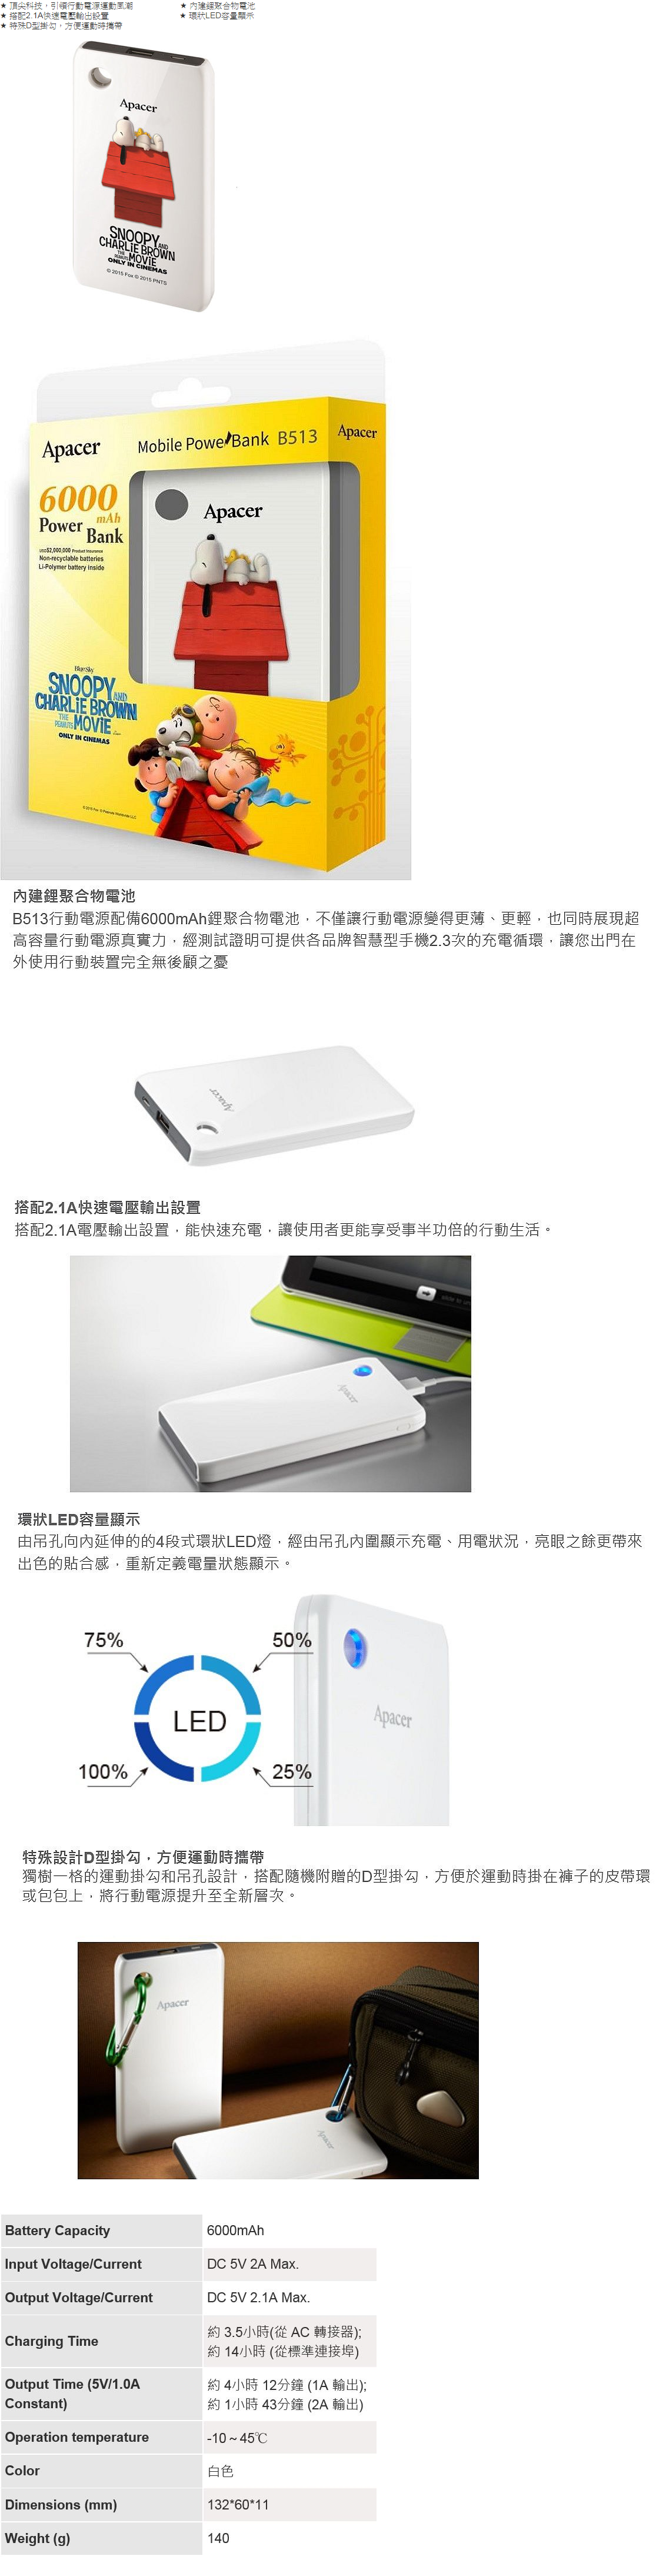 ★ 頂尖科技，引領行動電源運動風潮
★ 內建鋰聚合物電池
★ 搭配2.1A快速電壓輸出設置
★ 環狀LED容量顯示
★ 特殊D型掛勾，方便運動時攜帶
Apacer
SNOOPY AND
CHARLIE BROWN
THE PEANUTS MOVIE
ONLY IN CINEMAS
© 2015 Fox © 2015 PNTS
Apacer
Mobile Power Bank B513
Apacer
6000
mAh
Power Bank
USD$2,000,000 Product Insurance
Non-recyclable batteries
Li-Polymer battery inside
Apacer
BlueSky
SNOOPY AND
CHARLIE BROWN
THE PEANUTS MOVIE
ONLY IN CINEMAS
內建鋰聚合物電池
B513行動電源配備6000mAh鋰聚合物電池，不僅讓行動電源變得更薄、更輕，也同時展現超
高容量行動電源真實力，經測試證明可提供各品牌智慧型手機2.3次的充電循環，讓您出門在
外使用行動裝置完全無後顧之憂
Apacer
搭配2.1A快速電壓輸出設置
搭配2.1A電壓輸出設置，能快速充電，讓使用者更能享受事半功倍的行動生活。
Apacer
環狀LED容量顯示
由吊孔向內延伸的的4段式環狀LED燈，經由吊孔內圍顯示充電、用電狀況，亮眼之餘更帶來
出色的貼合感，重新定義電量狀態顯示。
75%
50%
LED
Apacer
100%
25%
特殊設計D型掛勾，方便運動時攜帶
獨樹一格的運動掛勾和吊孔設計，搭配隨機附贈的D型掛勾，方便於運動時掛在褲子的皮帶環
或包包上，將行動電源提升至全新層次。
Apacer
Apacer
Battery Capacity 6000mAh
Input Voltage/Current DC 5V 2A Max.
Output Voltage/Current DC 5V 2.1A Max.
Charging Time 約 3.5小時(從 AC 轉接器);
約 14小時 (從標準連接埠)
Output Time (5V/1.0A 約 4小時 12分鐘 (1A 輸出);
Constant) 約 1小時 43分鐘 (2A 輸出)
Operation temperature -10 ~ 45℃
Color 白色
Dimensions (mm) 132*60*11
Weight (g) 140